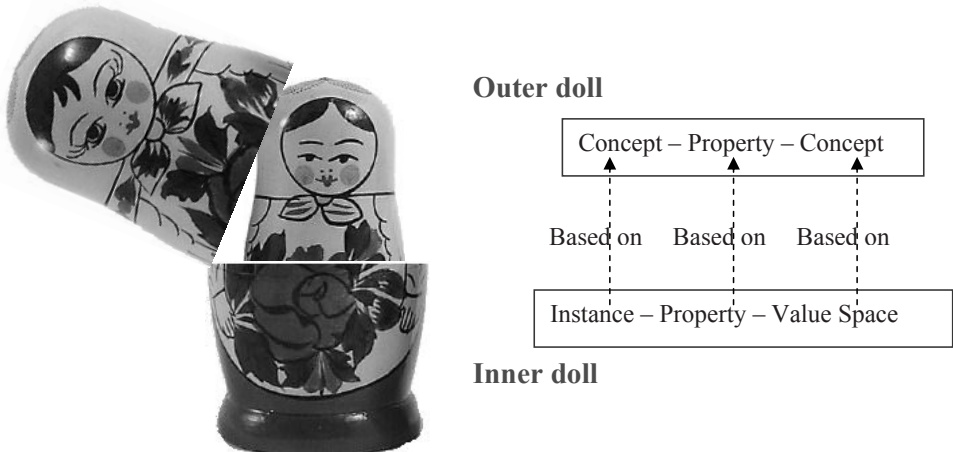 Outer doll
Concept – Property – Concept
Based on Based on Based on
Instance – Property – Value Space
Inner doll